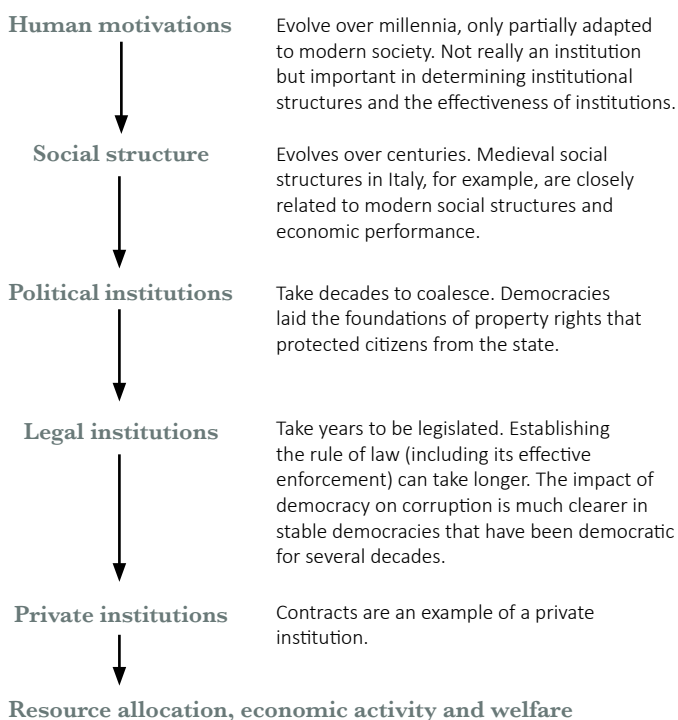 Human motivations
Evolve over millennia, only partially adapted
to modern society. Not really an institution
but important in determining institutional
structures and the effectiveness of institutions.
Social structure
Evolves over centuries. Medieval social
structures in Italy, for example, are closely
related to modern social structures and
economic performance.
Political institutions
Take decades to coalesce. Democracies
laid the foundations of property rights that
protected citizens from the state.
Legal institutions
Take years to be legislated. Establishing
the rule of law (including its effective
enforcement) can take longer. The impact of
democracy on corruption is much clearer in
stable democracies that have been democratic
for several decades.
Private institutions
Contracts are an example of a private
institution.
Resource allocation, economic activity and welfare